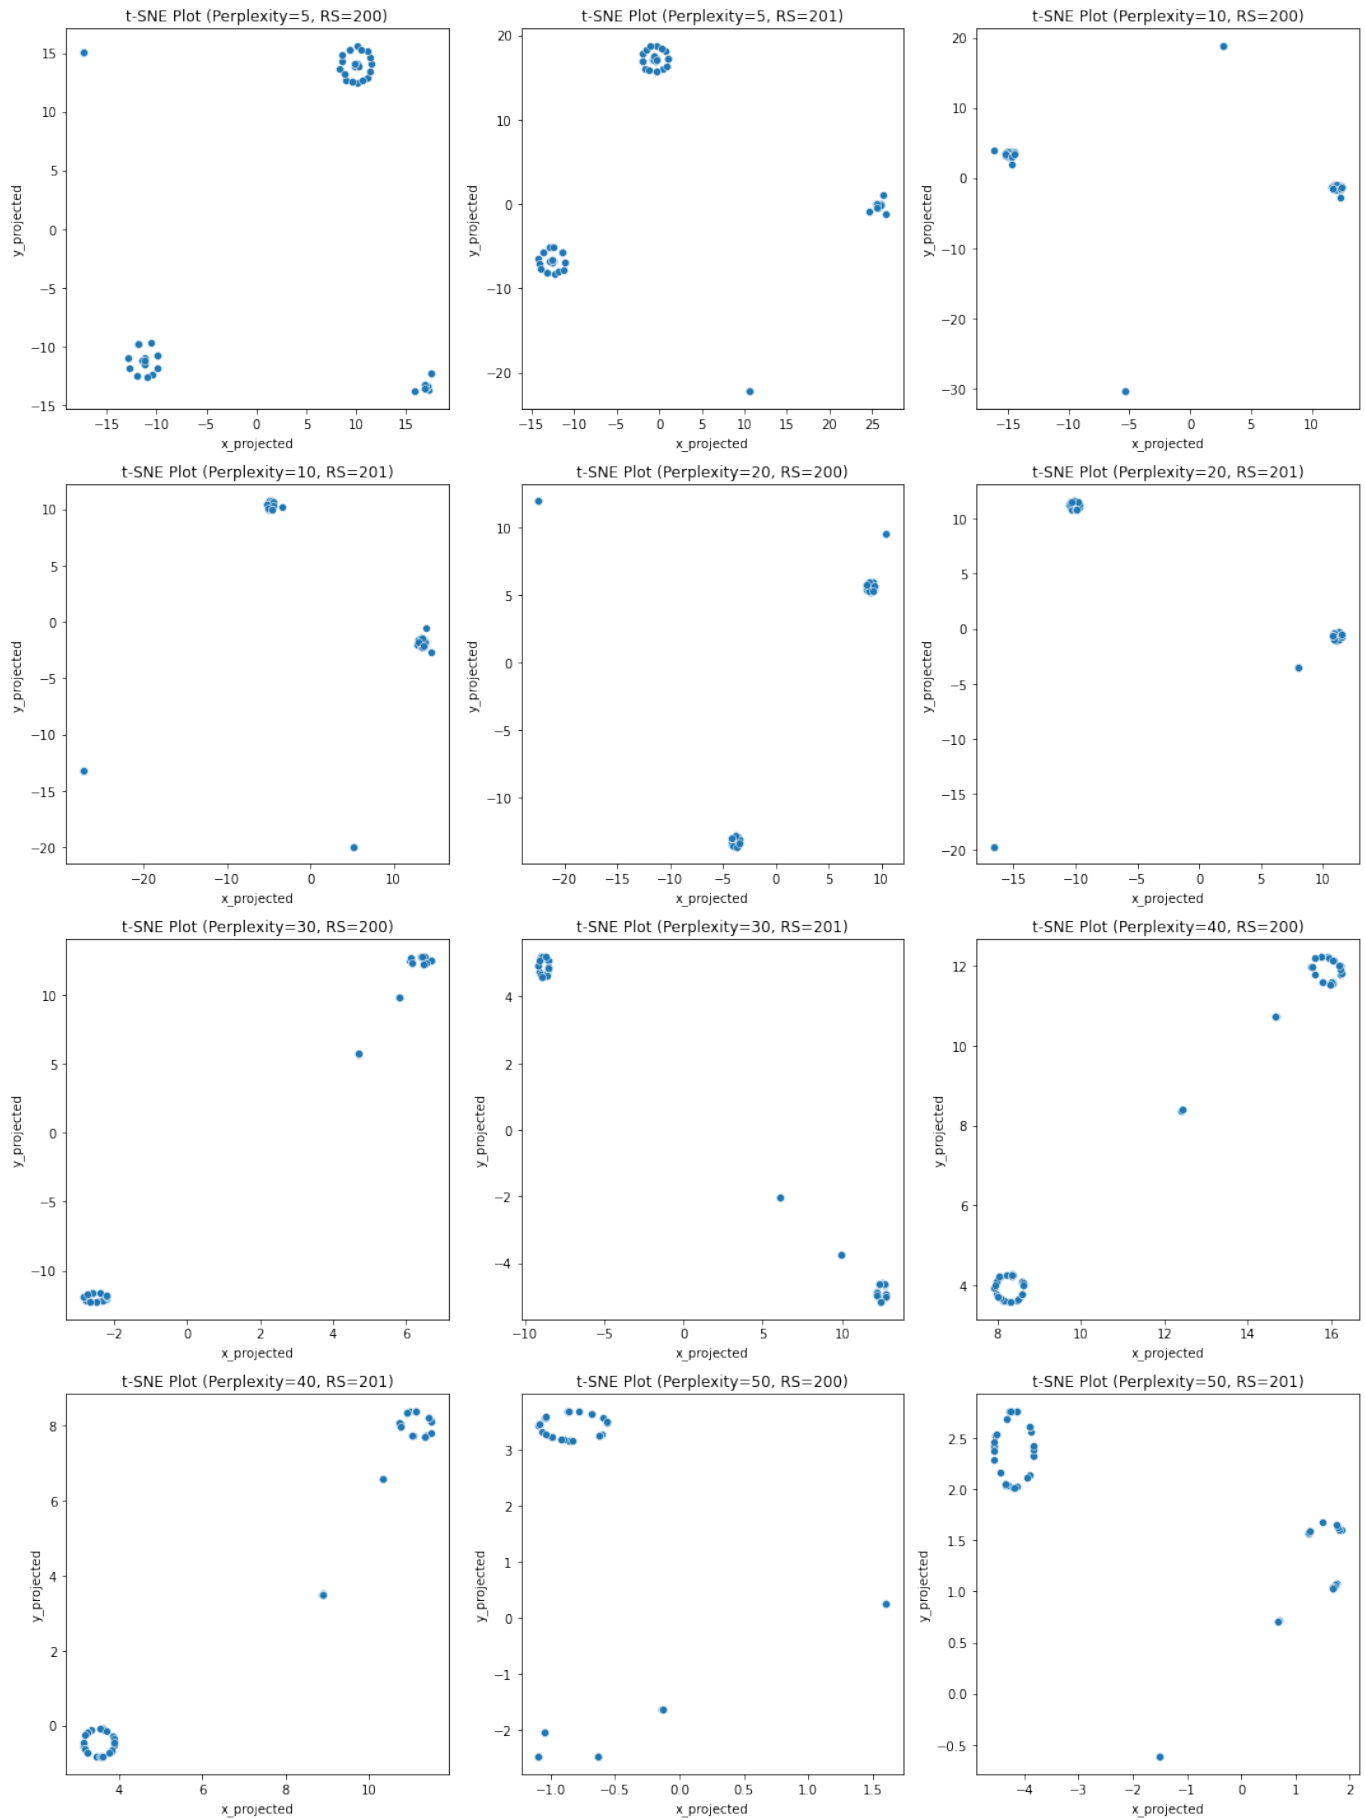 t-SNE Plot (Perplexity=5, RS=200)
15
10
5
0
−5
−10
−15
y_projected
−15 −10 −5 0 5 10 15
x_projected
t-SNE Plot (Perplexity=5, RS=201)
20
10
0
−10
−20
y_projected
−15 −10 −5 0 5 10 15 20 25
x_projected
t-SNE Plot (Perplexity=10, RS=200)
20
10
0
−10
−20
−30
y_projected
−15 −10 −5 0 5 10
x_projected
t-SNE Plot (Perplexity=10, RS=201)
10
5
0
−5
−10
−15
−20
y_projected
−20 −10 0 10
x_projected
t-SNE Plot (Perplexity=20, RS=200)
10
5
0
−5
−10
y_projected
−20 −15 −10 −5 0 5 10
x_projected
t-SNE Plot (Perplexity=20, RS=201)
10
5
0
−5
−10
−15
−20
y_projected
−15 −10 −5 0 5 10
x_projected
t-SNE Plot (Perplexity=30, RS=200)
10
5
0
−5
−10
y_projected
−2 0 2 4 6
x_projected
t-SNE Plot (Perplexity=30, RS=201)
4
2
0
−2
−4
y_projected
−10 −5 0 5 10
x_projected
t-SNE Plot (Perplexity=40, RS=200)
12
10
8
6
4
y_projected
8 10 12 14 16
x_projected
t-SNE Plot (Perplexity=40, RS=201)
8
6
4
2
0
y_projected
4 6 8 10
x_projected
t-SNE Plot (Perplexity=50, RS=200)
3
2
1
0
−1
−2
y_projected
−1.0 −0.5 0.0 0.5 1.0 1.5
x_projected
t-SNE Plot (Perplexity=50, RS=201)
2.5
2.0
1.5
1.0
0.5
0.0
−0.5
y_projected
−4 −3 −2 −1 0 1 2
x_projected